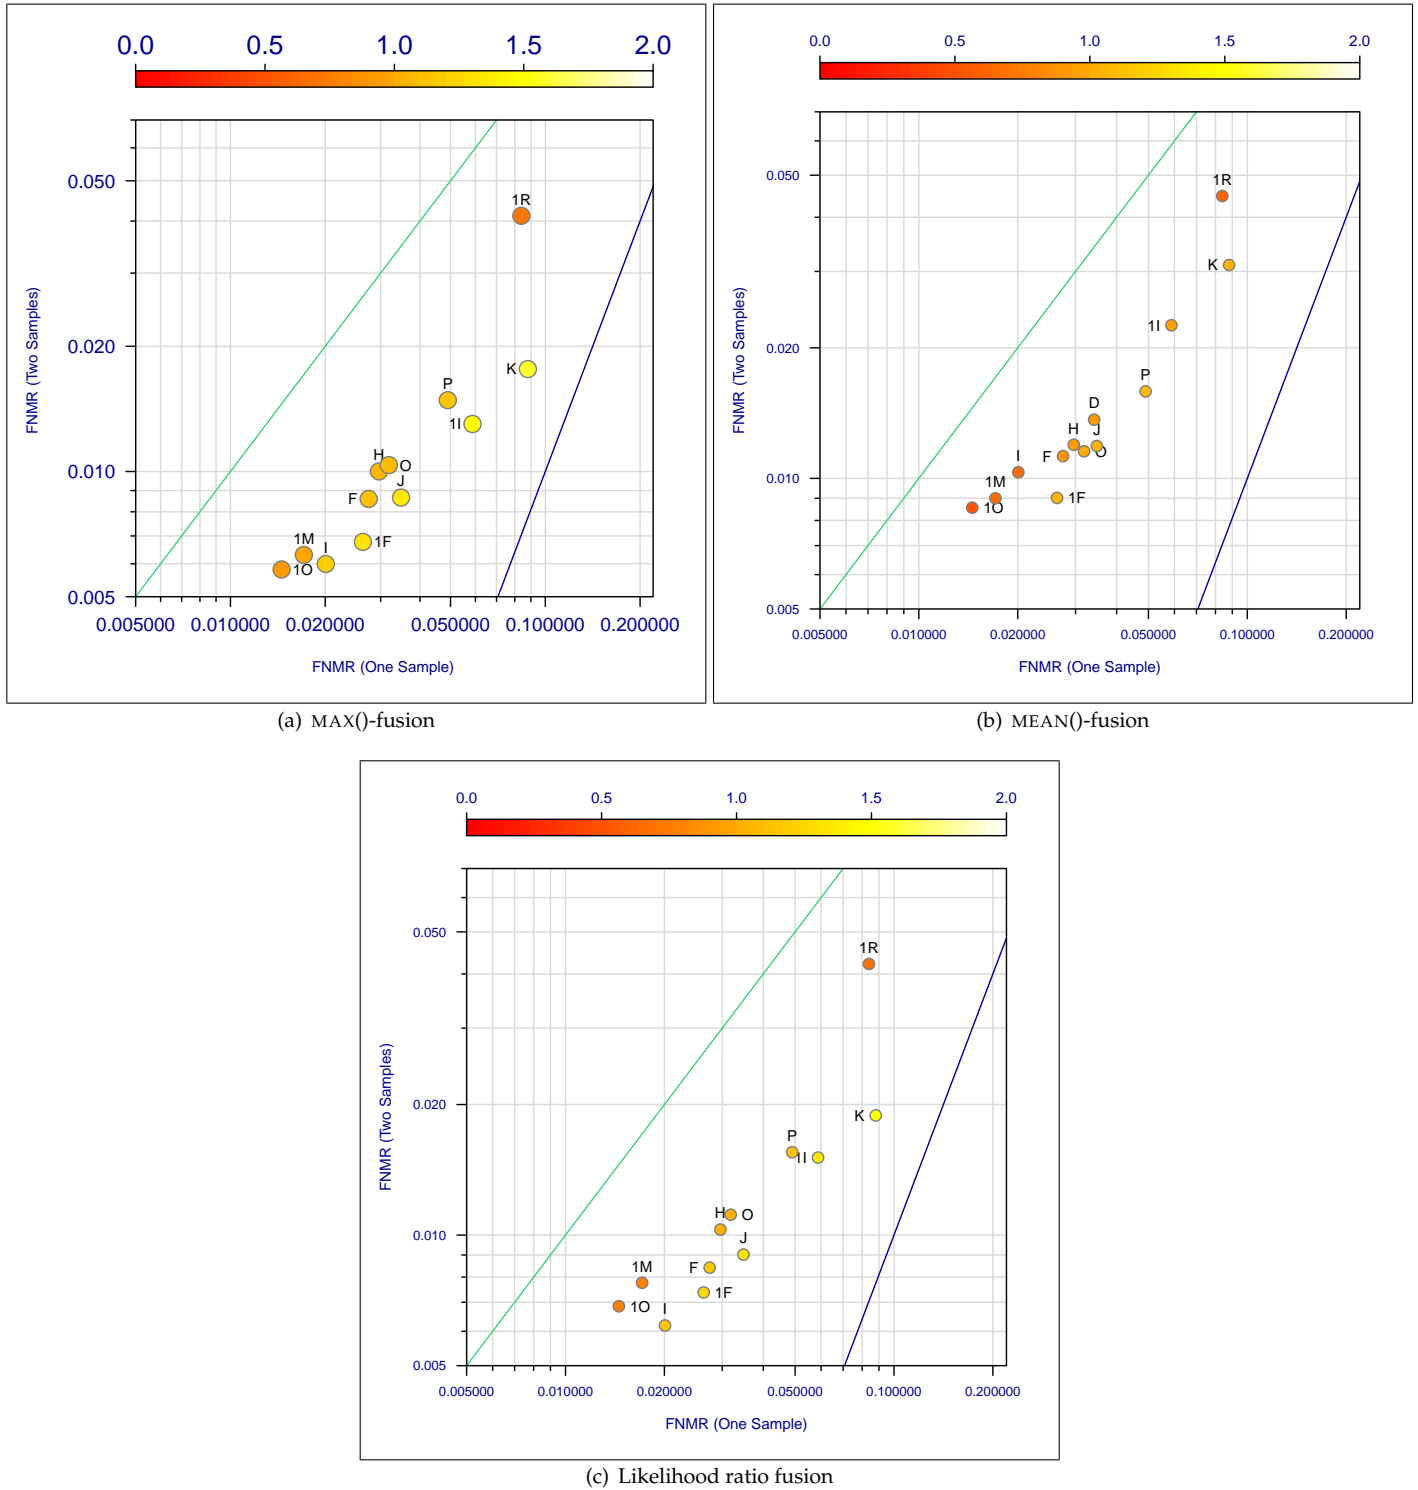 0.0 0.5 1.0 1.5 2.0
1R
K
P
1I
H
O
J
F
1F
1M
I
1O
0.050
0.020
0.010
0.005
FNMR (Two Samples)
0.005000 0.010000 0.020000 0.050000 0.100000 0.200000
FNMR (One Sample)
(a) MAX()-fusion
0.0 0.5 1.0 1.5 2.0
1R
K
1I
P
D
H
J
O
F
I
1M
1F
1O
0.050
0.020
0.010
0.005
FNMR (Two Samples)
0.005000 0.010000 0.020000 0.050000 0.100000 0.200000
FNMR (One Sample)
(b) MEAN()-fusion
0.0 0.5 1.0 1.5 2.0
1R
K
P
1I
H
O
J
F
1M
1F
1O
I
0.050
0.020
0.010
0.005
FNMR (Two Samples)
0.005000 0.010000 0.020000 0.050000 0.100000 0.200000
FNMR (One Sample)
(c) Likelihood ratio fusion